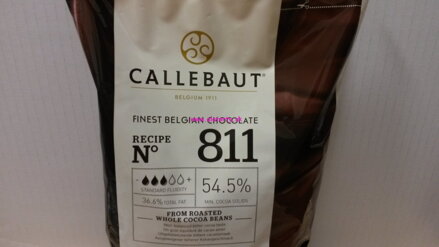 CALLEBAUT
BELGIUM 1911
FINEST BELGIAN CHOCOLATE
RECIPE
N° 811
- +
STANDARD FLUIDITY
36.6% TOTAL FAT
54.5%
MIN. COCOA SOLIDS
FROM ROASTED
WHOLE COCOA BEANS